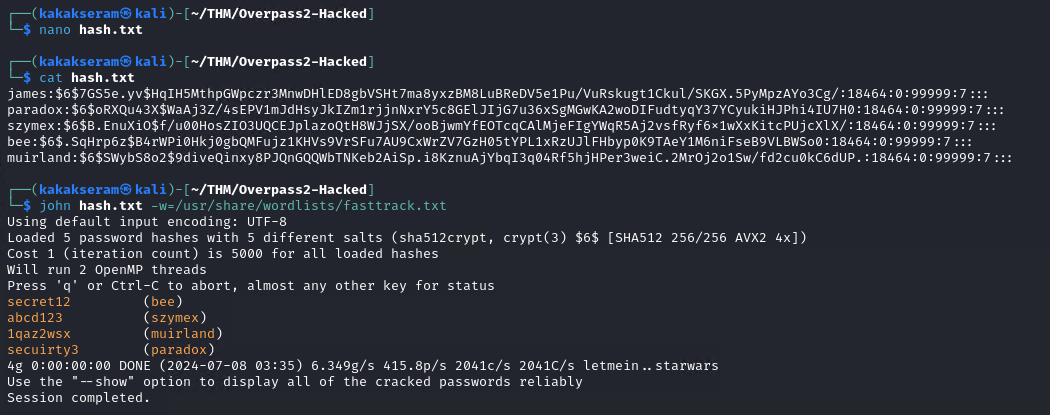 ┌──(kakakseram㉿kali)-[~/THM/Overpass2-Hacked]
└─$ nano hash.txt
┌──(kakakseram㉿kali)-[~/THM/Overpass2-Hacked]
└─$ cat hash.txt
james:$6$7GS5e.yv$HqIH5MthpGWpczr3MnwDHlED8gbVSHt7ma8yxzBM8LuBReDV5e1Pu/VuRskugt1Ckul/SKGX.5PyMpzAYo3Cg/:18464:0:99999:7:::
paradox:$6$oRXQu43X$WaAj3Z/4sEPV1mJdHsyJkIZm1rjjnNxrY5c8GElJIjG7u36xSgMGwKA2woDIFudtyqY37YCyukiHJPhi4IU7H0:18464:0:99999:7:::
szymex:$6$B.EnuXiO$f/u00HosZIO3UQCEJplazoQtH8WJjSX/ooBjwmYfEOTcqCAlMjeFIgYWqR5Aj2vsfRyf6x1wXxKitcPUjcXlX/:18464:0:99999:7:::
bee:$6$.SqHrp6z$B4rWPi0Hkj0gbQMFujz1KHVs9VrSFu7AU9CxWrZV7GzH05tYPL1xRzUJlFHbyp0K9TAeY1M6niFseB9VLBWSo0:18464:0:99999:7:::
muirland:$6$SWybS8o2$9diveQinxy8PJQnGQQWbTNKeb2AiSp.i8KznuAjYbqI3q04Rf5hjHPer3weiC.2MrOj2o1Sw/fd2cu0kC6dUP.:18464:0:99999:7:::
┌──(kakakseram㉿kali)-[~/THM/Overpass2-Hacked]
└─$ john hash.txt -w=/usr/share/wordlists/fasttrack.txt
Using default input encoding: UTF-8
Loaded 5 password hashes with 5 different salts (sha512crypt, crypt(3) $6$ [SHA512 256/256 AVX2 4x])
Cost 1 (iteration count) is 5000 for all loaded hashes
Will run 2 OpenMP threads
Press 'q' or Ctrl-C to abort, almost any other key for status
secret12         (bee)
abcd123          (szymex)
1qaz2wsx         (muirland)
secuirty3        (paradox)
4g 0:00:00:00 DONE (2024-07-08 03:35) 6.349g/s 415.8p/s 2041c/s 2041C/s letmein..starwars
Use the "--show" option to display all of the cracked passwords reliably
Session completed.